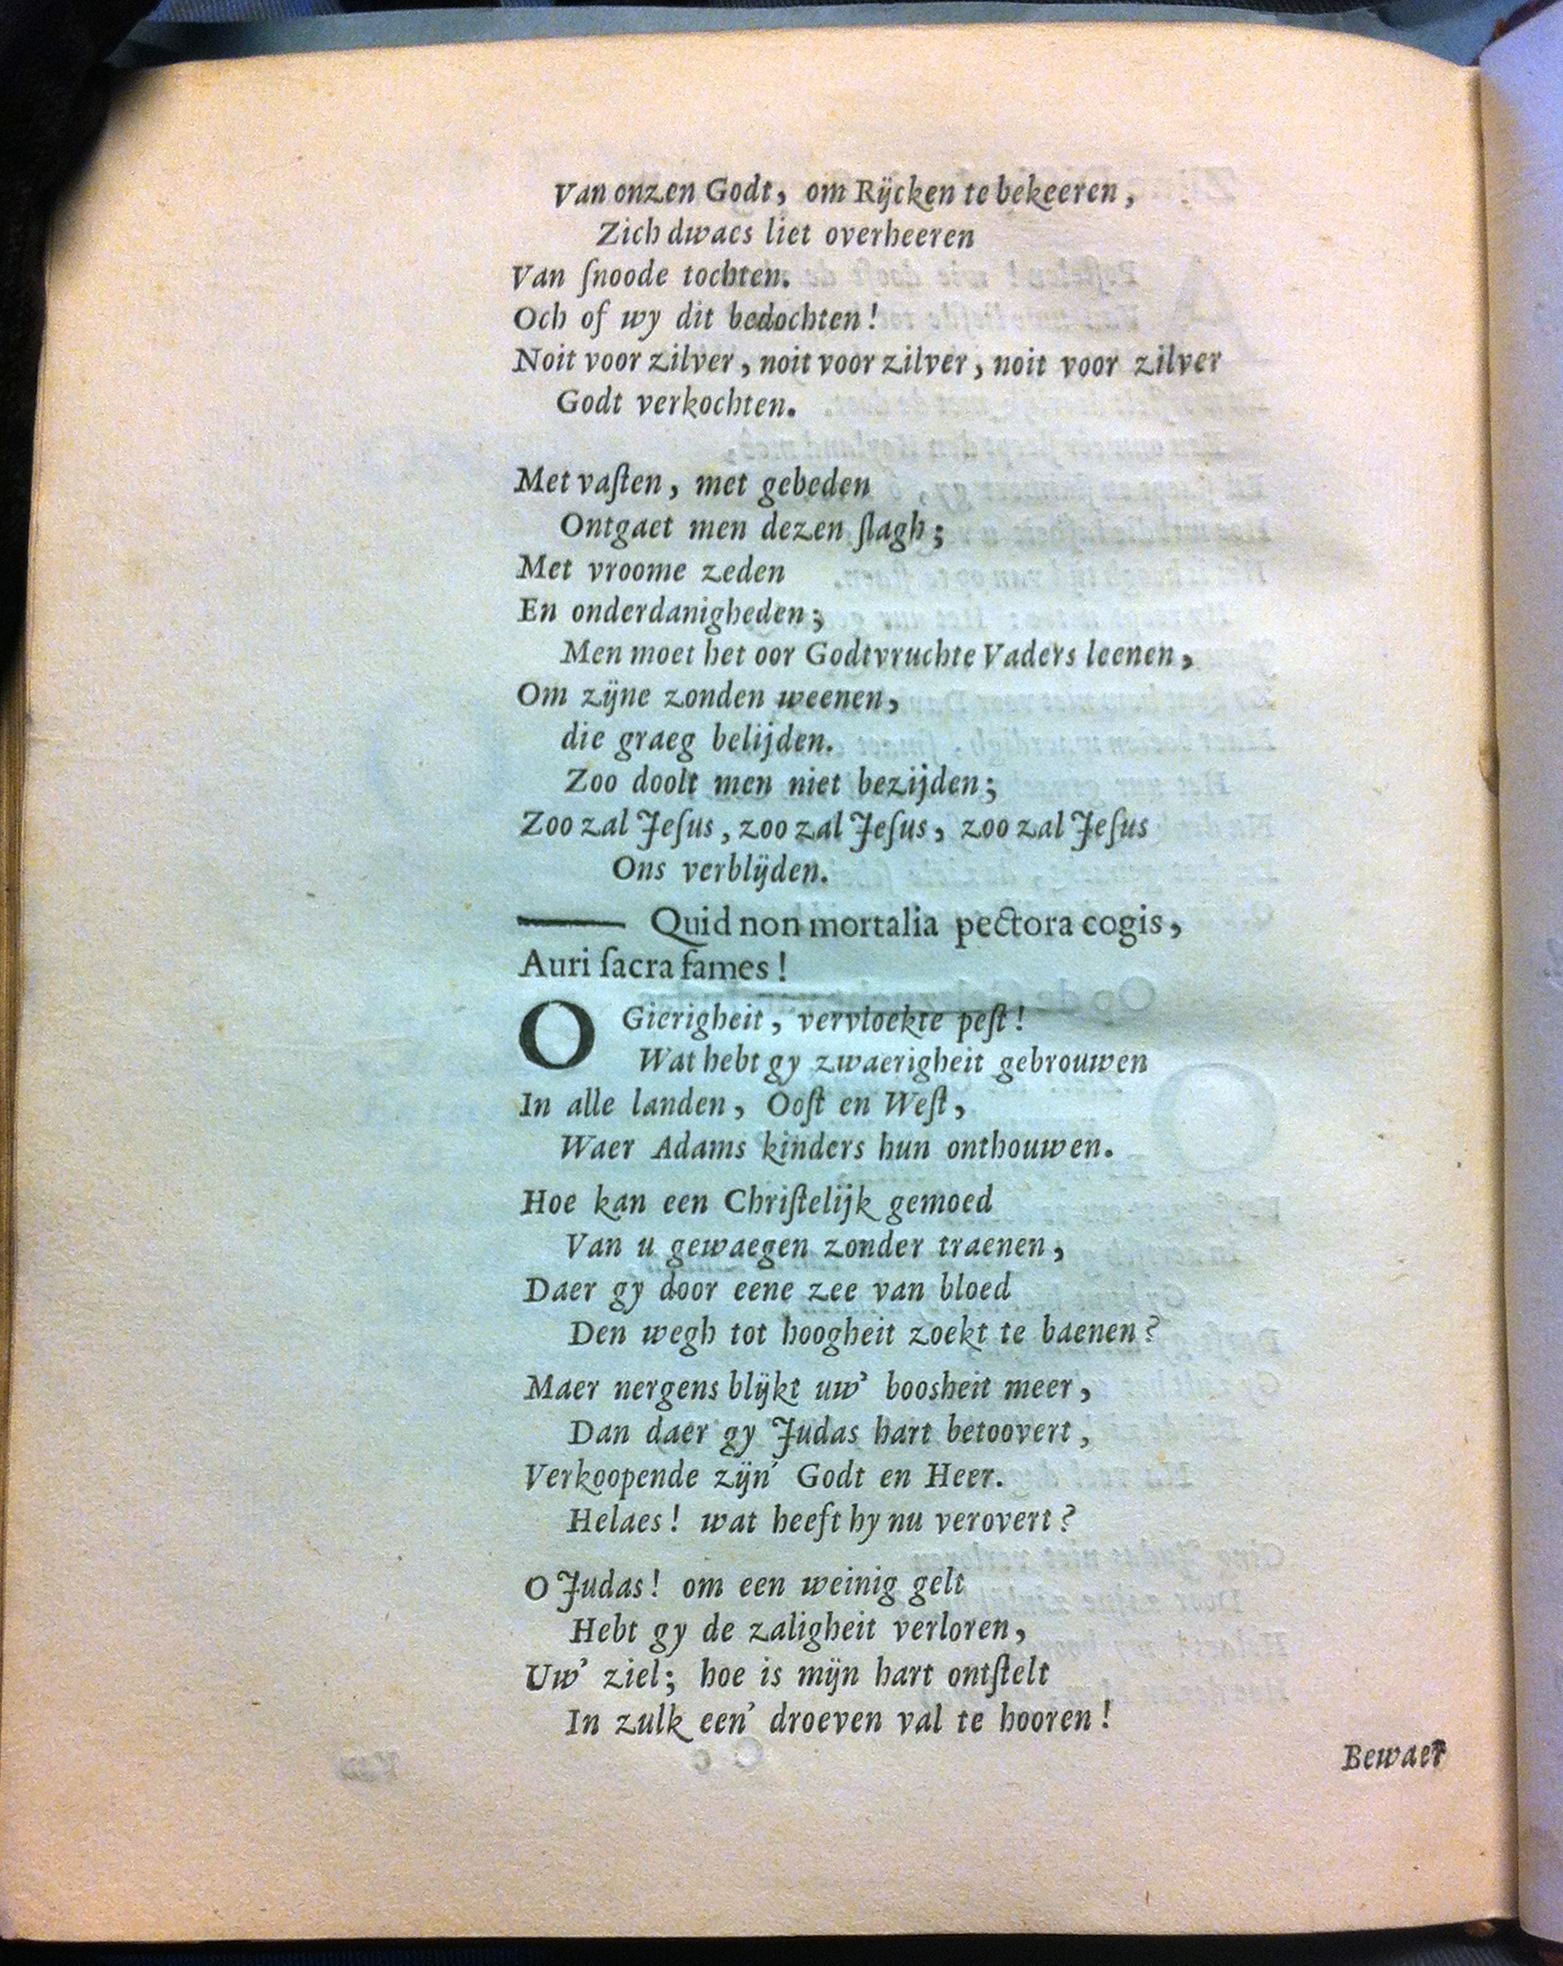 Van onzen Godt, om Rijcken te bekeeren,
Zich dwaes liet overheeren
Van ſnoode tochten.
Och of wy dit bedochten!
Noit voor zilver, noit voor zilver, noit voor zilver
Godt verkochten.
Met vaſten, met gebeden
Ontgaet men dezen ſlagh;
Met vroome zeden
En onderdanigheden;
Men moet het oor Godtvruchte Vaders leenen,
Om zijne zonden weenen,
die graeg belijden.
Zoo doolt men niet bezijden;
Zoo zal Jeſus, zoo zal Jeſus, zoo zal Jeſus
Ons verblijden.
—— Quid non mortalia pectora cogis,
Auri ſacra fames!
O Gierigheit, vervloekte peſt!
Wat hebt gy zwaerigheit gebrouwen
In alle landen, Ooſt en Weſt,
Waer Adams kinders hun onthouwen.
Hoe kan een Chriſtelijk gemoed
Van u gewaegen zonder traenen,
Daer gy door eene zee van bloed
Den wegh tot hoogheit zoekt te baenen?
Maer nergens blijkt uw' boosheit meer,
Dan daer gy Judas hart betoovert,
Verkoopende zijn' Godt en Heer.
Helaes! wat heeft hy nu verovert?
O Judas! om een weinig gelt
Hebt gy de zaligheit verloren,
Uw' ziel; hoe is mijn hart ontſtelt
In zulk een' droeven val te hooren!
Bewaer